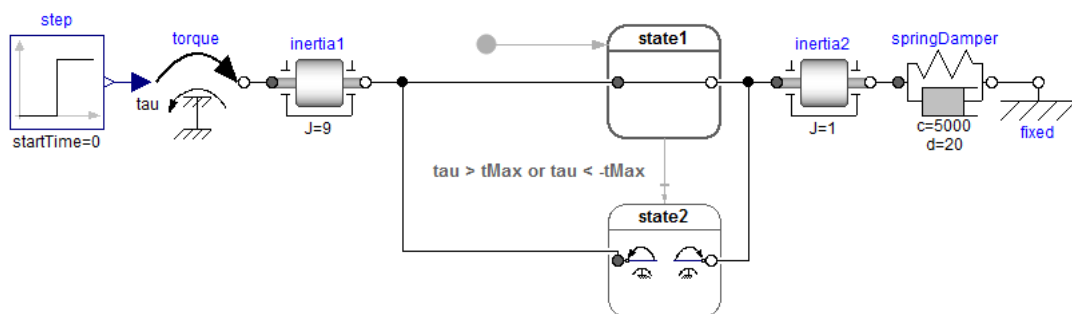 step
torque
inertia1
state1
inertia2
springDamper
tau
startTime=0
J=9
J=1
c=5000
d=20
fixed
tau > tMax or tau < -tMax
state2